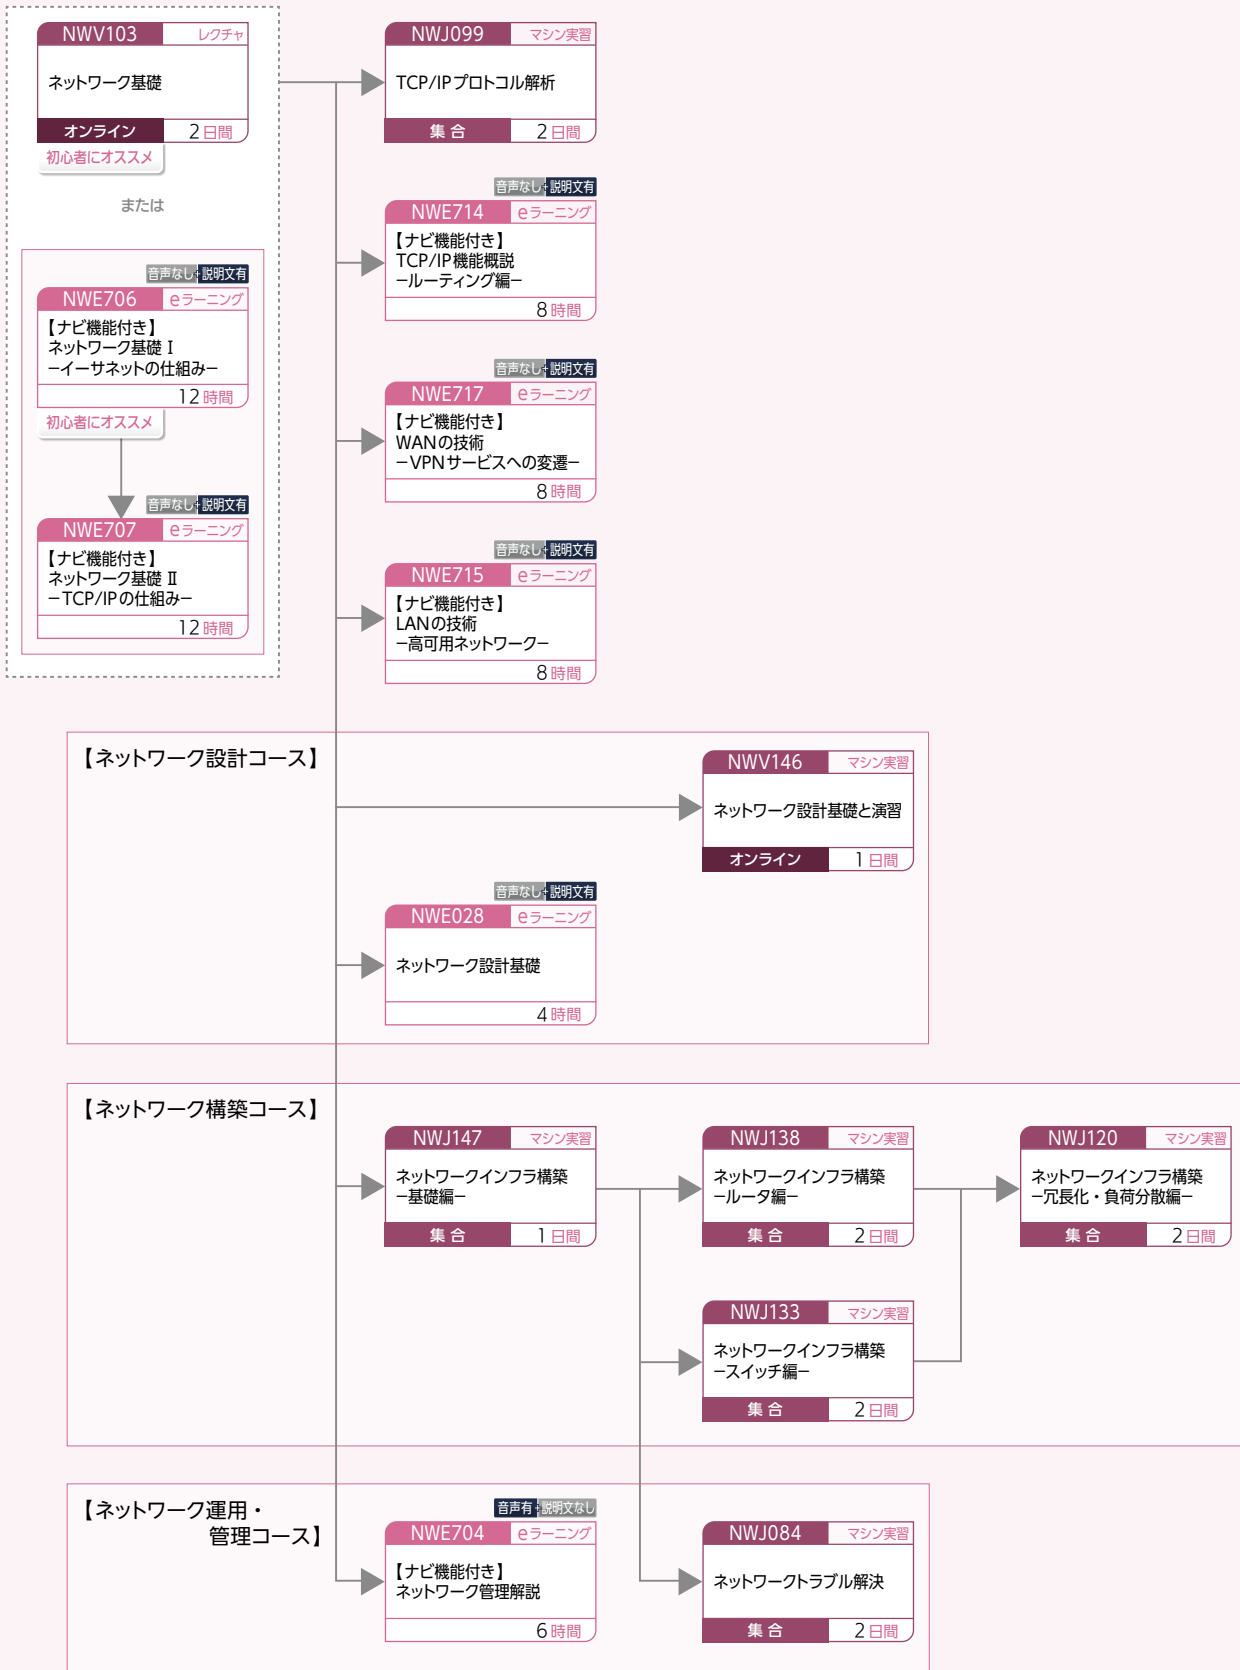 NWV103 レクチャ
ネットワーク基礎
オンライン 2日間
初心者にオススメ
または
音声なし+説明文有
NWE706 eラーニング
【ナビ機能付き】
ネットワーク基礎 Ⅰ
−イーサネットの仕組み−
12時間
初心者にオススメ
音声なし+説明文有
NWE707 eラーニング
【ナビ機能付き】
ネットワーク基礎 Ⅱ
−TCP/IPの仕組み−
12時間
NWJ099 マシン実習
TCP/IPプロトコル解析
集合 2日間
音声なし+説明文有
NWE714 eラーニング
【ナビ機能付き】
TCP/IP機能概説
−ルーティング編−
8時間
音声なし+説明文有
NWE717 eラーニング
【ナビ機能付き】
WANの技術
−VPNサービスへの変遷−
8時間
音声なし+説明文有
NWE715 eラーニング
【ナビ機能付き】
LANの技術
−高可用ネットワーク−
8時間
【ネットワーク設計コース】
NWV146 マシン実習
ネットワーク設計基礎と演習
オンライン 1日間
音声なし+説明文有
NWE028 eラーニング
ネットワーク設計基礎
4時間
【ネットワーク構築コース】
NWJ147 マシン実習
ネットワークインフラ構築
−基礎編−
集合 1日間
NWJ138 マシン実習
ネットワークインフラ構築
−ルータ編−
集合 2日間
NWJ120 マシン実習
ネットワークインフラ構築
−冗長化・負荷分散編−
集合 2日間
NWJ133 マシン実習
ネットワークインフラ構築
−スイッチ編−
集合 2日間
【ネットワーク運用・
管理コース】
音声有+説明文なし
NWE704 eラーニング
【ナビ機能付き】
ネットワーク管理解説
6時間
NWJ084 マシン実習
ネットワークトラブル解決
集合 2日間